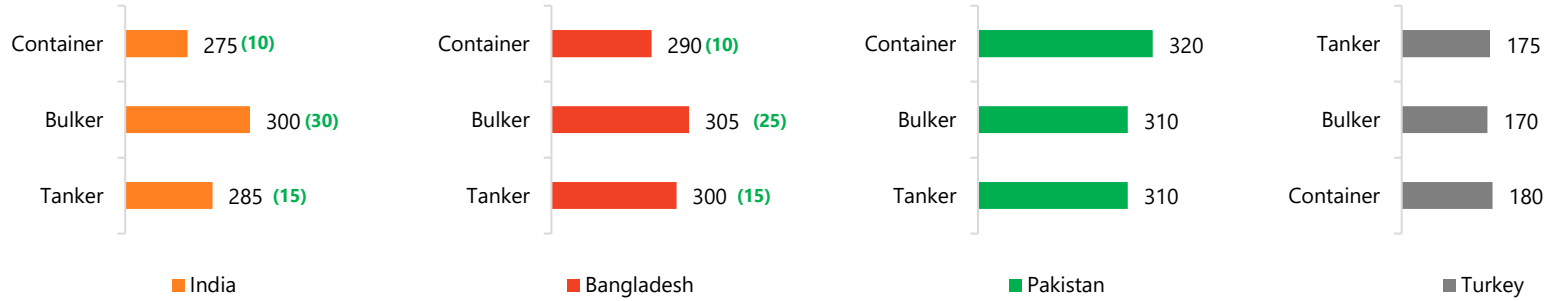 Container 275 (10)
Bulker 300 (30)
Tanker 285 (15)
India
Container 290 (10)
Bulker 305 (25)
Tanker 300 (15)
Bangladesh
Container 320
Bulker 310
Tanker 310
Pakistan
Tanker 175
Bulker 170
Container 180
Turkey